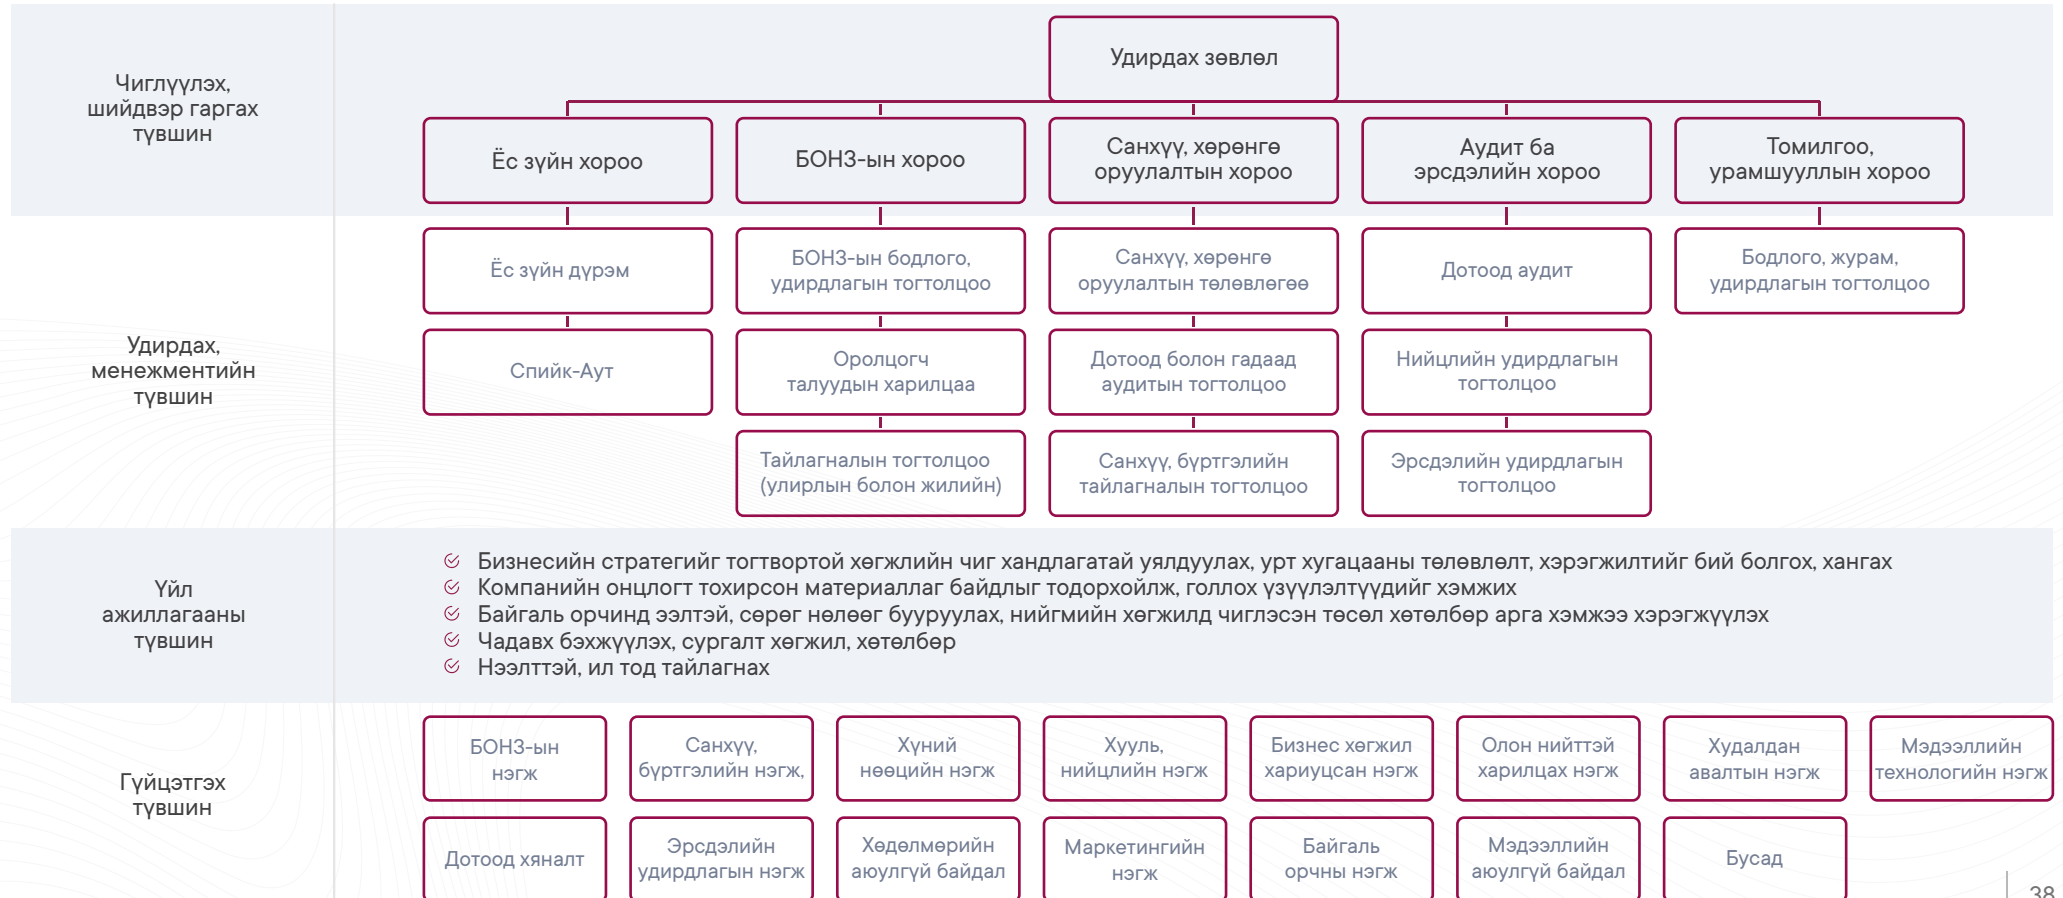 Чиглүүлэх,
шийдвэр гаргах
түвшин
Удирдах зөвлөл
Ёс зүйн хороо
БОНЗ-ын хороо
Санхүү, хөрөнгө
оруулалтын хороо
Аудит ба
эрсдэлийн хороо
Томилгоо,
урамшууллын хороо
Удирдах,
менежментийн
түвшин
Ёс зүйн дүрэм
БОНЗ-ын бодлого,
удирдлагын тогтолцоо
Санхүү, хөрөнгө
оруулалтын төлөвлөгөө
Дотоод аудит
Бодлого, журам,
удирдлагын тогтолцоо
Спийк-Аут
Оролцогч
талуудын харилцаа
Дотоод болон гадаад
аудитын тогтолцоо
Нийцлийн удирдлагын
тогтолцоо
Тайлагналын тогтолцоо
(улирлын болон жилийн)
Санхүү, бүртгэлийн
тайлагналын тогтолцоо
Эрсдэлийн удирдлагын
тогтолцоо
Үйл
ажиллагааны
түвшин
Бизнесийн стратегийг тогтвортой хөгжлийн чиг хандлагатай уялдуулах, урт хугацааны төлөвлөлт, хэрэгжилтийг бий болгох, хангах
Компанийн онцлогт тохирсон материаллаг байдлыг тодорхойлж, голлох үзүүлэлтүүдийг хэмжих
Байгаль орчинд ээлтэй, сөрөг нөлөөг бууруулах, нийгмийн хөгжилд чиглэсэн төсөл хөтөлбөр арга хэмжээ хэрэгжүүлэх
Чадавх бэхжүүлэх, сургалт хөгжил, хөтөлбөр
Нээлттэй, ил тод тайлагнах
Гүйцэтгэх
түвшин
БОНЗ-ын
нэгж
Санхүү,
бүртгэлийн нэгж,
Хүний
нөөцийн нэгж
Хууль,
нийцлийн нэгж
Бизнес хөгжил
хариуцсан нэгж
Олон нийттэй
харилцах нэгж
Худалдан
авалтын нэгж
Мэдээллийн
технологийн нэгж
Дотоод хяналт
Эрсдэлийн
удирдлагын нэгж
Хөдөлмөрийн
аюулгүй байдал
Маркетингийн
нэгж
Байгаль
орчны нэгж
Мэдээллийн
аюулгүй байдал
Бусад
38